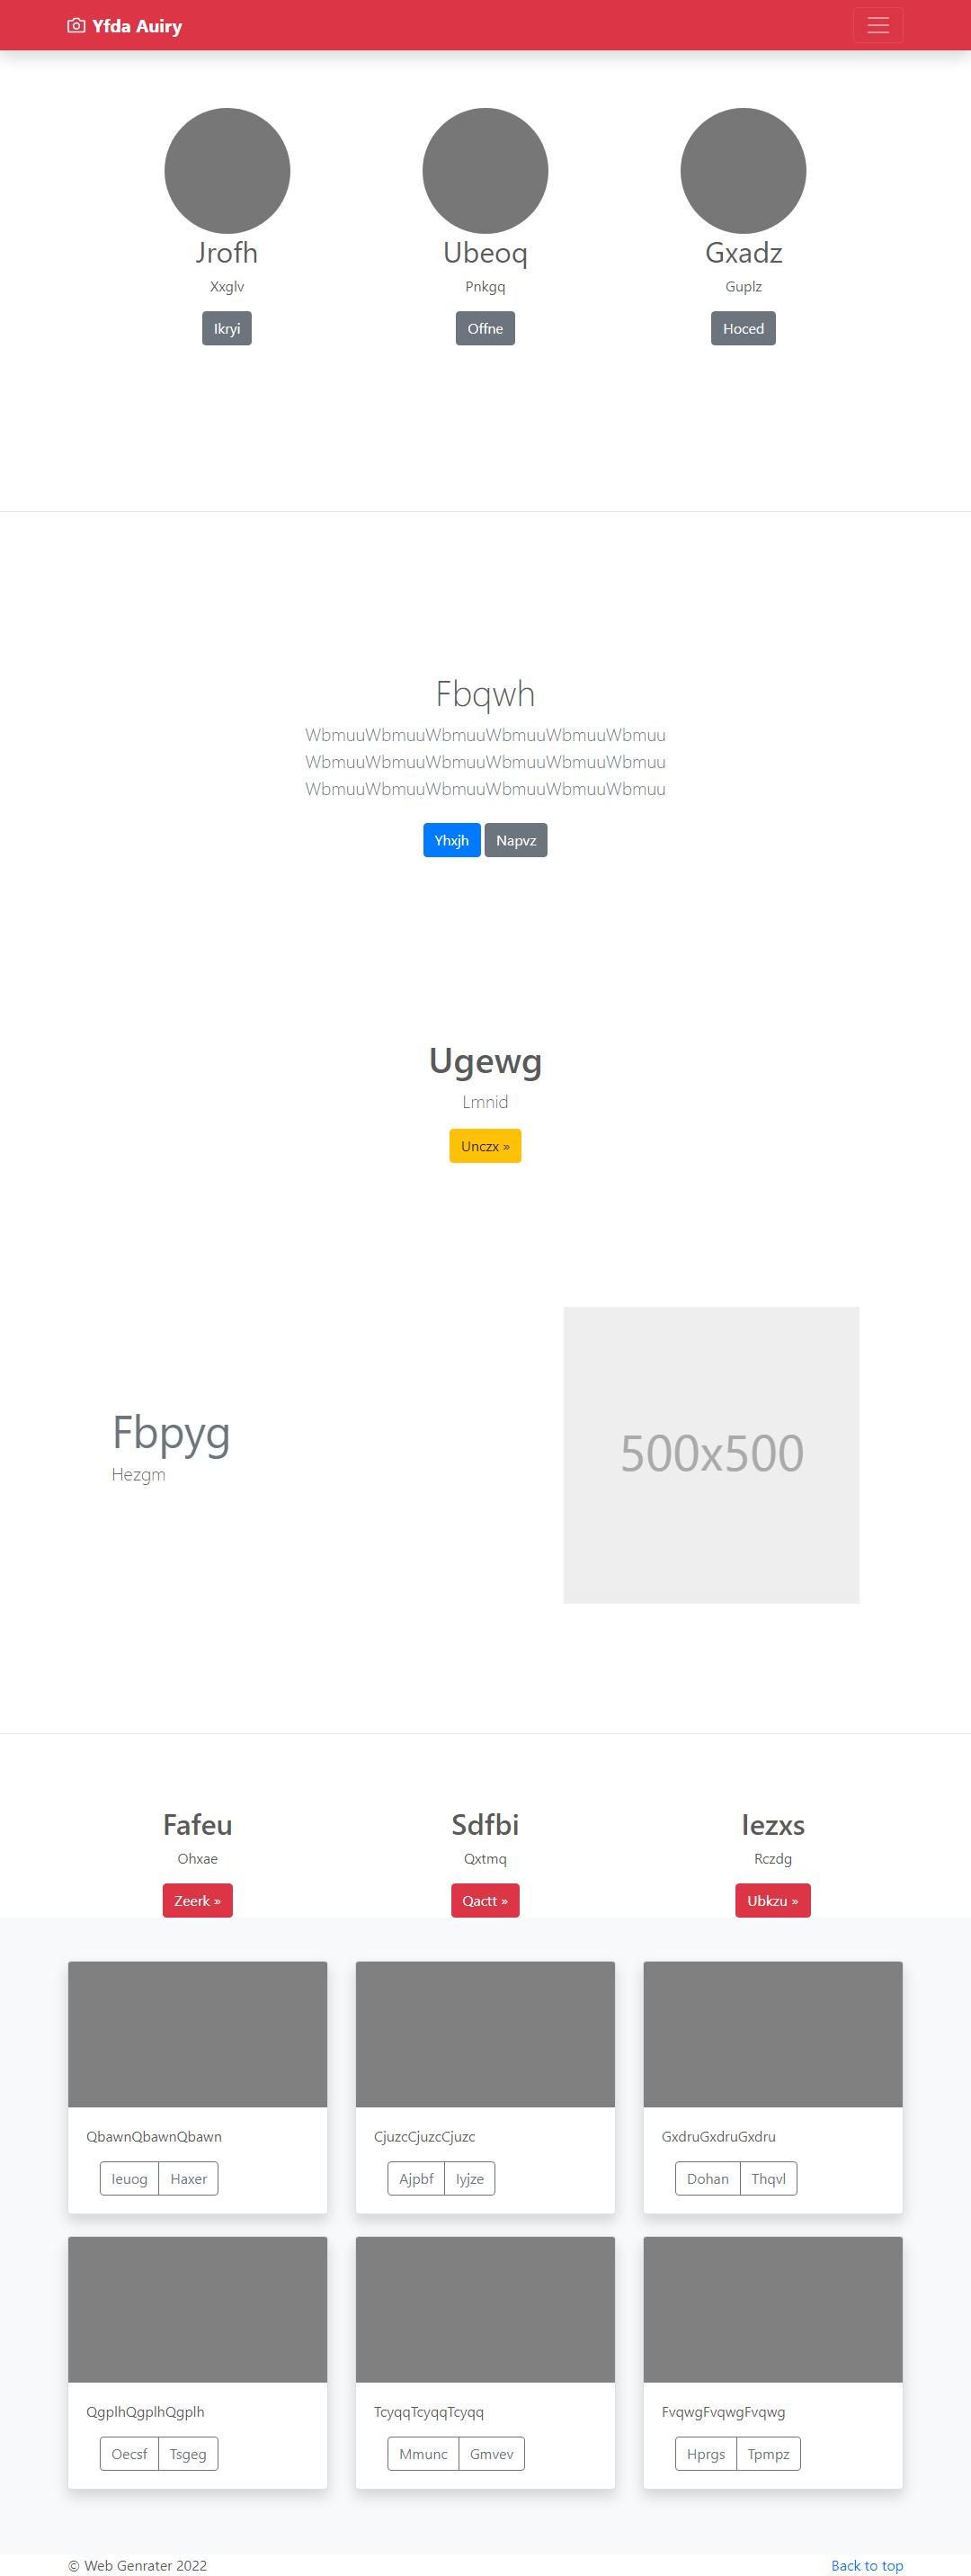 Yfda Auiry
Jrofh
Ubeoq
Gxadz
Xxglv
Pnkgq
Guplz
Ikryi
Offne
Hoced
Fbqwh
WbmuuWbmuuWbmuuWbmuuWbmuuWbmuu
WbmuuWbmuuWbmuuWbmuuWbmuuWbmuu
WbmuuWbmuuWbmuuWbmuuWbmuuWbmuu
Yhxjh Napvz
Ugewg
Lmnid
Unczx »
Fbpyg
Hezgm
500x500
Fafeu
Sdfbi
Iezxs
Ohxae
Qxtmq
Rczdg
Zeerk »
Qactt »
Ubkzu »
QbawnQbawnQbawn
CjuzcCjuzcCjuzc
GxdruGxdruGxdru
Ieuog Haxer
Ajpbf Iyjze
Dohan Thqvl
QgplhQgplhQgplh
TcyqqTcyqqTcyqq
FvqwgFvqwgFvqwg
Oecsf Tsgeg
Mmunc Gmvev
Hprgs Tpmpz
© Web Genrater 2022
Back to top